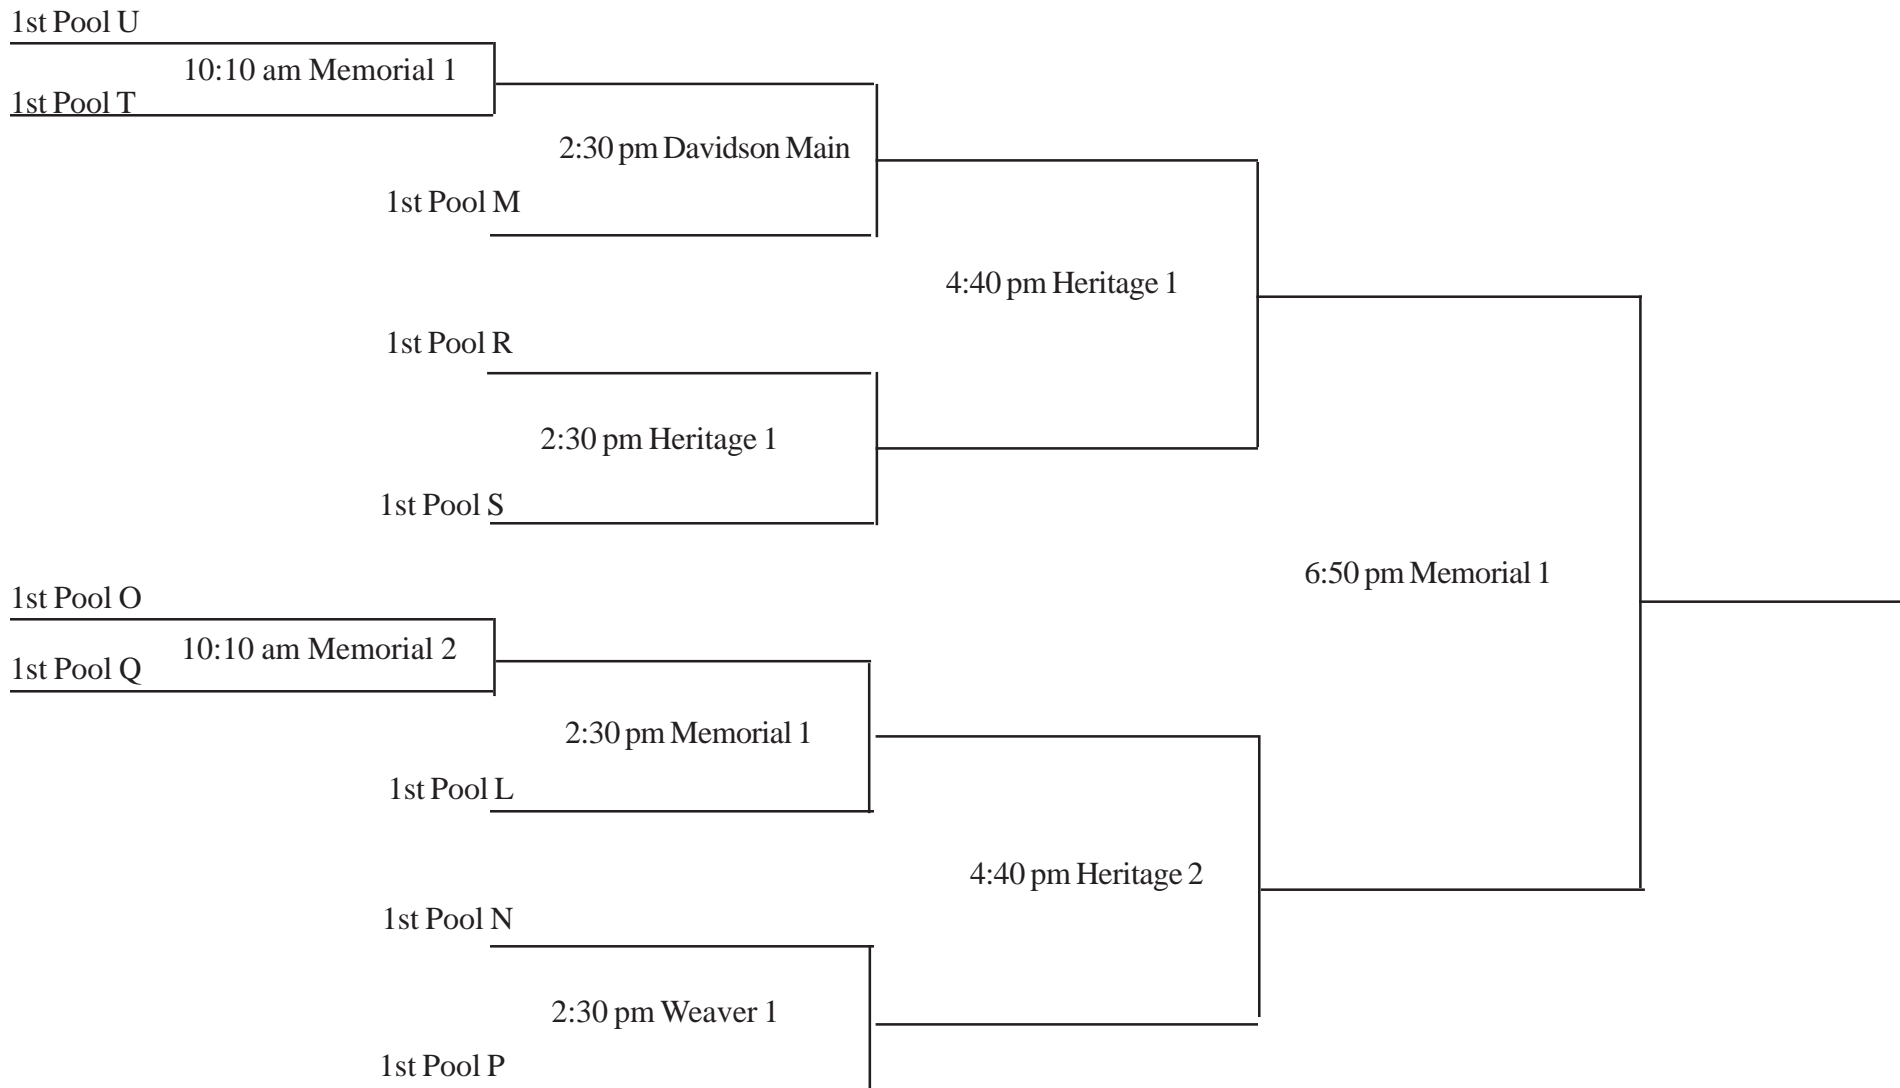 1st Pool U
10:10 am Memorial 1
1st Pool T
2:30 pm Davidson Main
1st Pool M
4:40 pm Heritage 1
1st Pool R
2:30 pm Heritage 1
1st Pool S
6:50 pm Memorial 1
1st Pool O
10:10 am Memorial 2
1st Pool Q
2:30 pm Memorial 1
1st Pool L
4:40 pm Heritage 2
1st Pool N
2:30 pm Weaver 1
1st Pool P